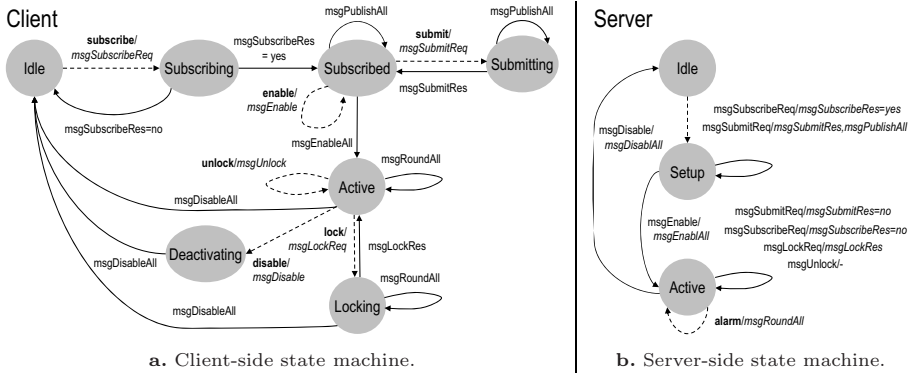 Client
msgPublishAll
msgPublishAll
subscribe/
msgSubscribeReq
msgSubscribeRes
= yes
submit/
msgSubmitReq
Idle
Subscribing
Subscribed
Submitting
msgSubmitRes
enable/
msgEnable
msgSubscribeRes=no
msgEnableAll
unlock/msgUnlock
msgRoundAll
Active
msgDisableAll
lock/
msgLockReq
msgLockRes
Deactivating
disable/
msgDisable
msgDisableAll
msgRoundAll
msgDisableAll
Locking
a. Client-side state machine.
Server
Idle
msgSubscribeReq/msgSubscribeRes=yes
msgSubmitReq/msgSubmitRes,msgPublishAll
msgDisable/
msgDisablAll
Setup
msgEnable/
msgEnablAll
msgSubmitReq/msgSubmitRes=no
msgSubscribeReq/msgSubscribeRes=no
msgLockReq/msgLockRes
msgUnlock/-
Active
alarm/msgRoundAll
b. Server-side state machine.